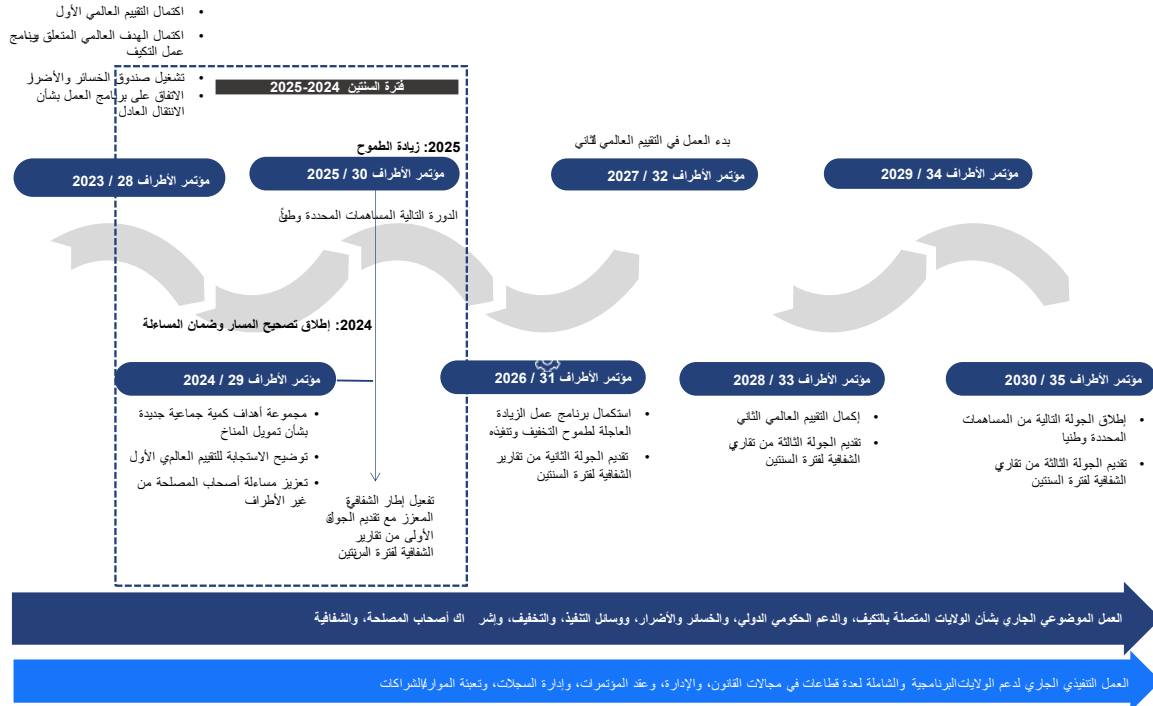 • اكتمال التقييم العالمي الأول
• اكتمال الهدف العالمي المتعلق وبرنامج
عمل التكيف
• تشغيل صندوق الخسائر والأضرار
• الاتفاق على برنامج العمل بشأن
الانتقال العادل
فترة السنتين 2024-2025
2025: زيادة الطموح
بدء العمل في التقييم العالمي الثاني
مؤتمر الأطراف 28 / 2023
مؤتمر الأطراف 30 / 2025
مؤتمر الأطراف 32 / 2027
مؤتمر الأطراف 34 / 2029
الدورة التالية المساهمات المحددة وطنيً
2024: إطلاق تصحيح المسار وضمان المساءلة
مؤتمر الأطراف 29 / 2024
مؤتمر الأطراف 31 / 2026
مؤتمر الأطراف 33 / 2028
مؤتمر الأطراف 35 / 2030
• مجموعة أهداف كمية جماعية جديدة
بشأن تمويل المناخ
• توضيح الاستجابة للتقييم العالمي الأول
• تعزيز مساءلة أصحاب المصلحة من
غير الأطراف
تفعيل إطار الشفافية
المعزز مع تقديم الجولة
الأولى من تقارير
الشفافية لفترة السنتين
• استكمال برنامج عمل الزيادة
العاجلة لطموح التخفيف وتنفيذه
• تقديم الجولة الثانية من تقارير
الشفافية لفترة السنتين
• إكمال التقييم العالمي الثاني
• تقديم الجولة الثالثة من تقاري
الشفافية لفترة السنتين
• إطلاق الجولة التالية من المساهمات
المحددة وطنيا
• تقديم الجولة الثالثة من تقاري
الشفافية لفترة السنتين
العمل الموضوعي الجاري بشأن الولايات المتصلة بالتكيف، والدعم الحكومي الدولي، والخسائر والأضرار، ووسائل التنفيذ، والتخفيف، وإشر اك أصحاب المصلحة، والشفافية
العمل التنفيذي الجاري لدعم الولايات البرنامجية والشاملة لعدة قطاعات في مجالات القانون، والإدارة، وعقد المؤتمرات، وإدارة السجلات، وتعبئة الموارد والشراكات